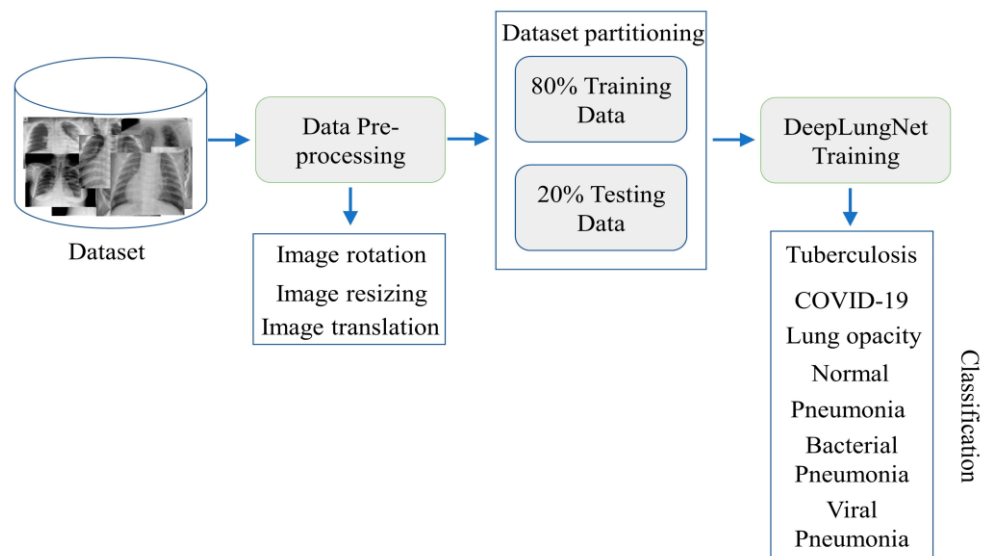 Dataset
Data Pre-
processing
Image rotation
Image resizing
Image translation
Dataset partitioning
80% Training
Data
20% Testing
Data
DeepLungNet
Training
Tuberculosis
COVID-19
Lung opacity
Normal
Pneumonia
Bacterial
Pneumonia
Viral
Pneumonia
Classification